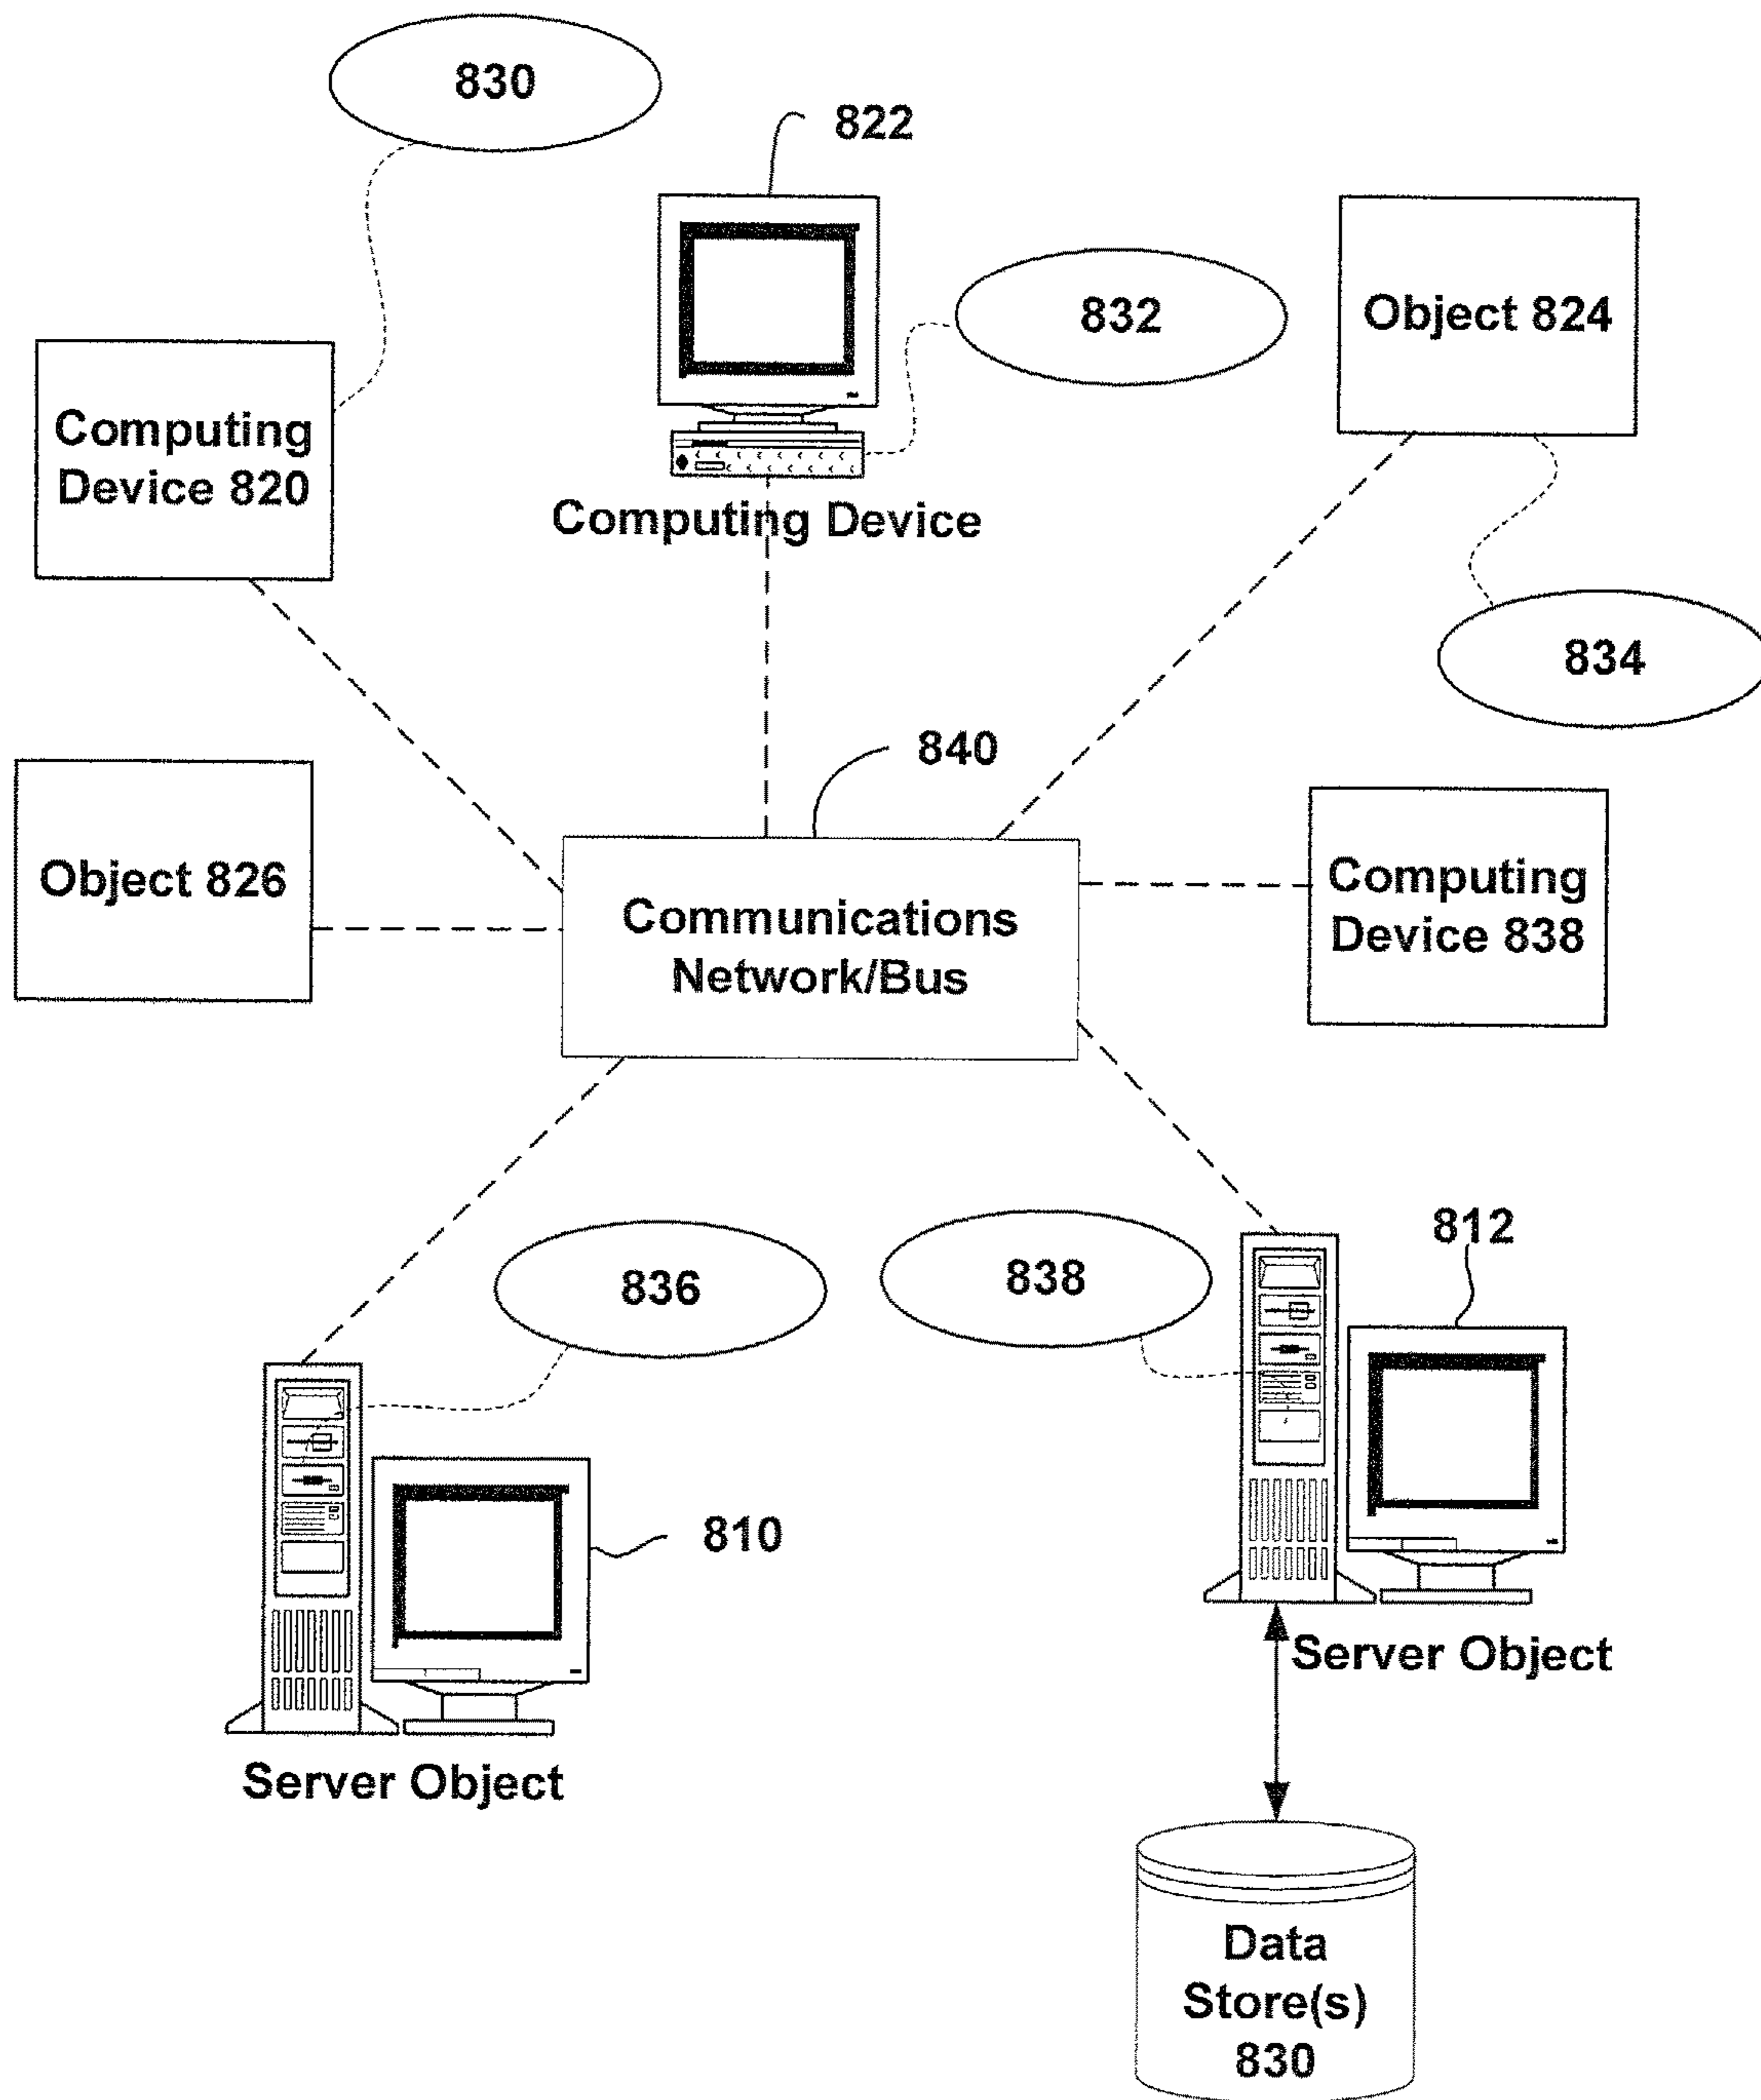 830
822
832
Object 824
Computing
Device 820
Computing Device
834
840
Object 826
Computing
Device 838
Communications
Network/Bus
812
836
838
810
Server Object
Server Object
Data
Store(s)
830